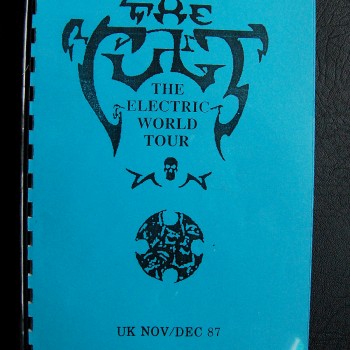 THE
CULT
THE
ELECTRIC
WORLD
TOUR
UK NOV/DEC 87